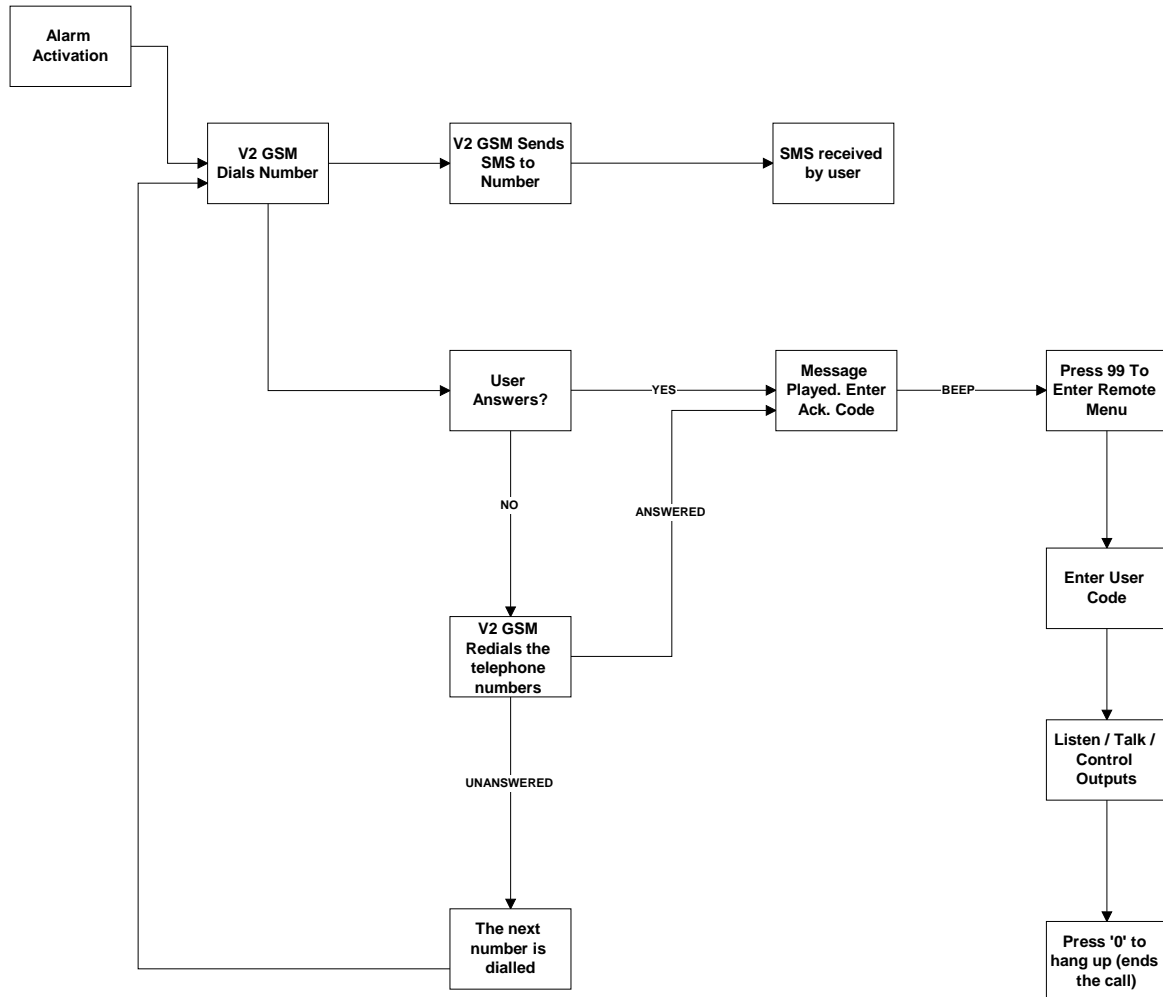 Alarm
Activation
V2 GSM
Dials Number
V2 GSM Sends
SMS to
Number
SMS received
by user
User
Answers?
YES
Message
Played. Enter
Ack. Code
BEEP
Press 99 To
Enter Remote
Menu
NO
ANSWERED
Enter User
Code
V2 GSM
Redials the
telephone
numbers
Listen / Talk /
Control
Outputs
UNANSWERED
The next
number is
dialled
Press '0' to
hang up (ends
the call)